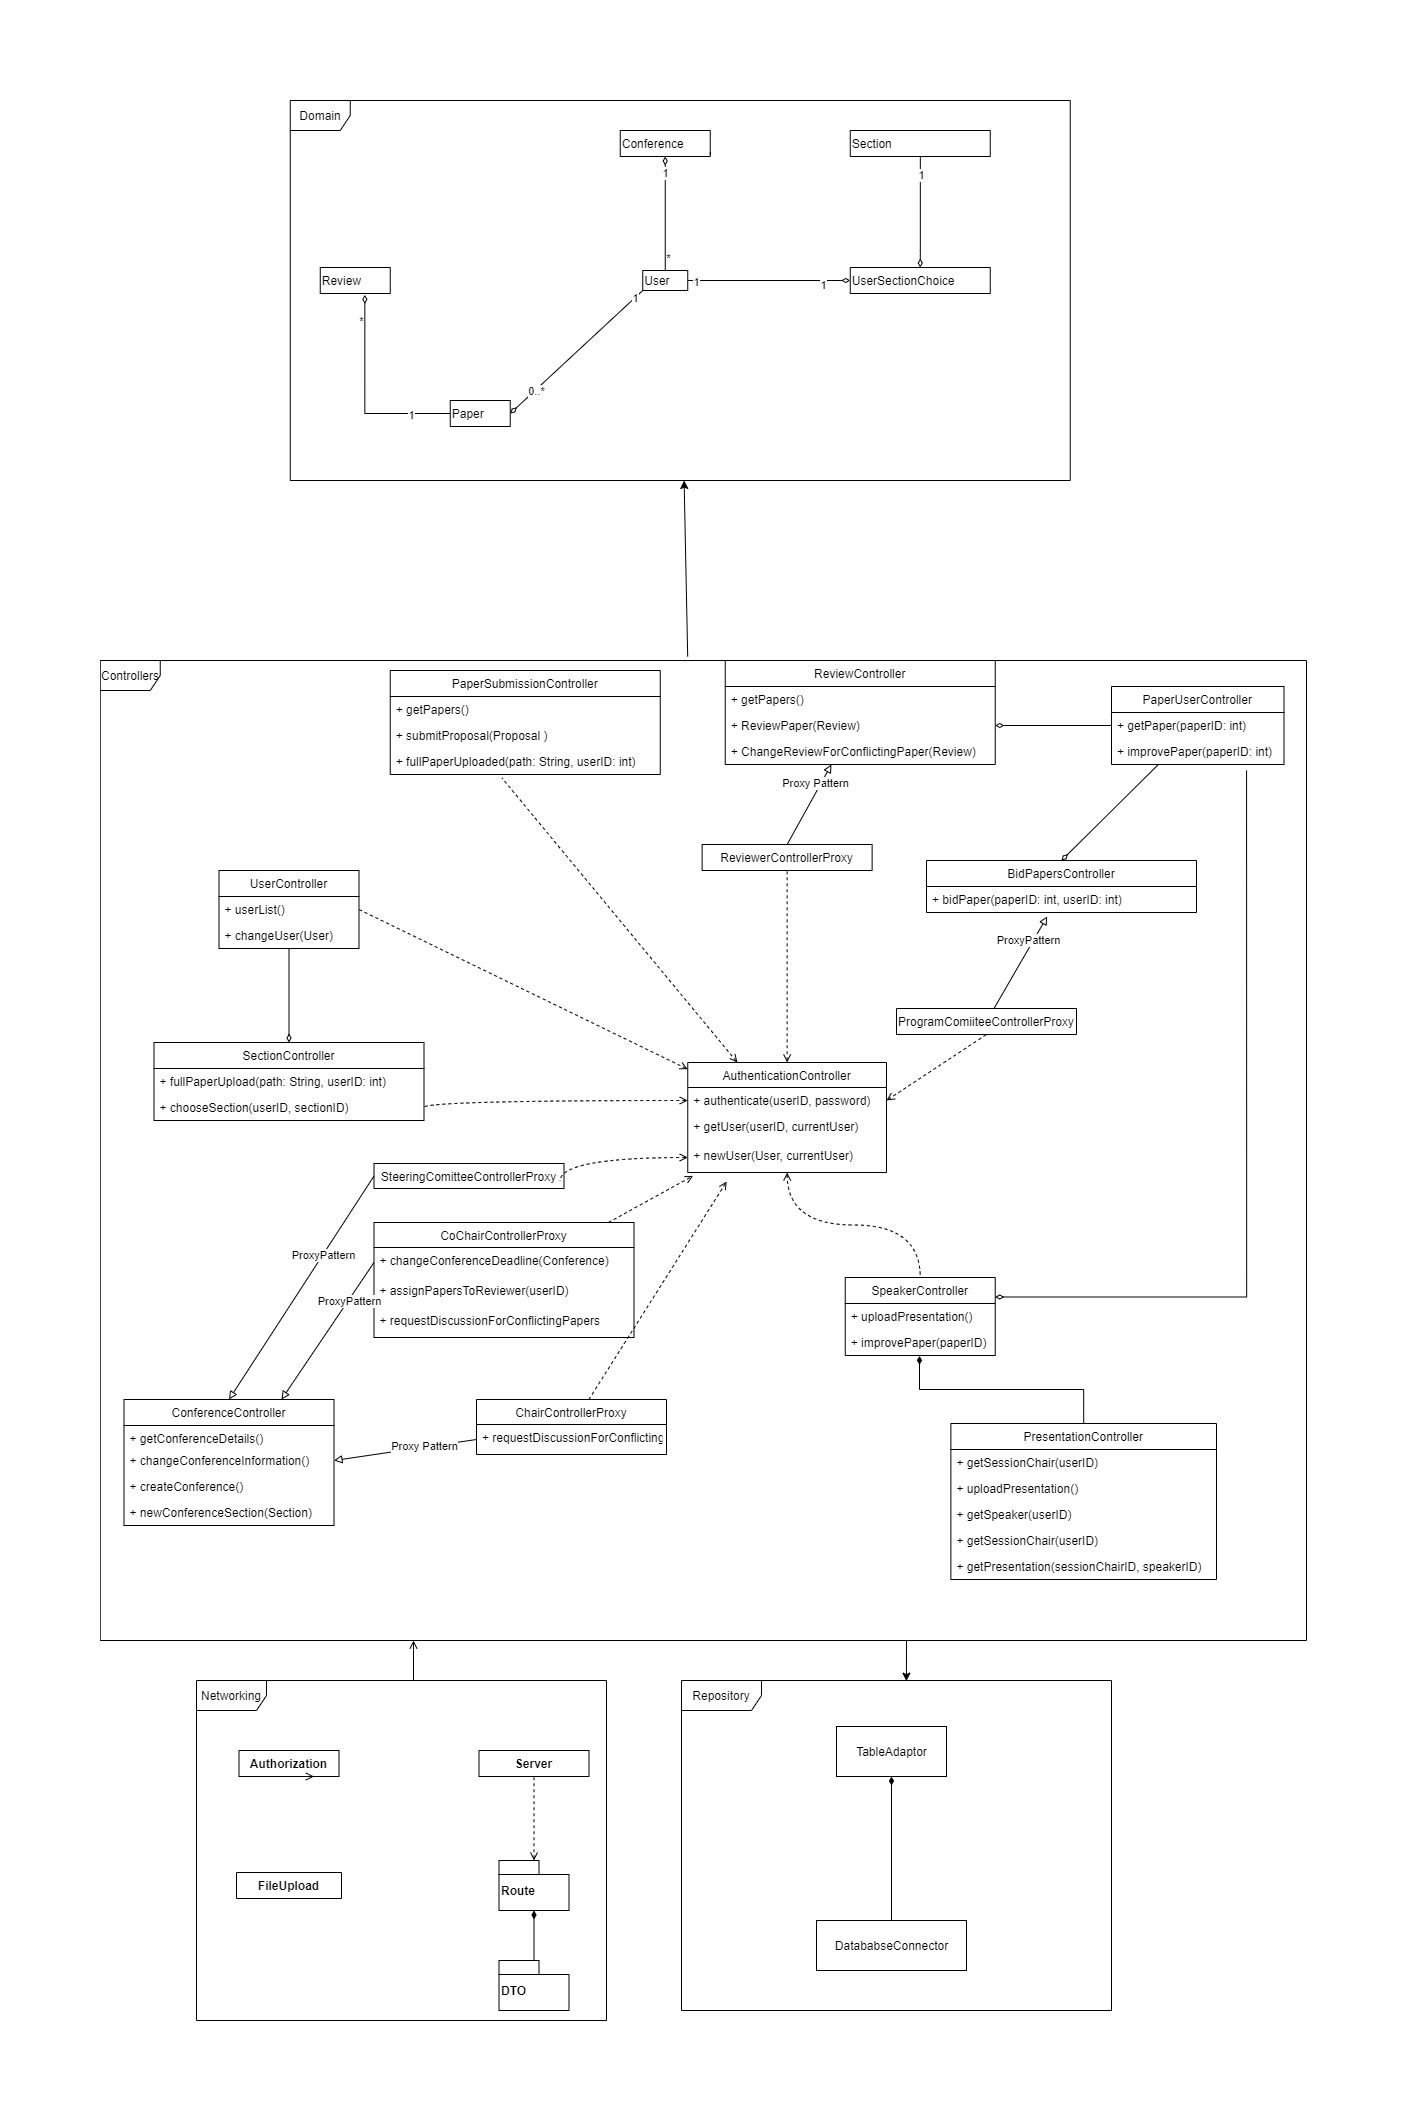 Domain
Conference
Section
1
1
*
Review
User
1
1
UserSectionChoice
1
*
0..*
1
Paper
Controllers
PaperSubmissionController
+ getPapers()
+ submitProposal(Proposal )
+ fullPaperUploaded(path: String, userID: int)
ReviewController
+ getPapers()
+ ReviewPaper(Review)
+ ChangeReviewForConflictingPaper(Review)
PaperUserController
+ getPaper(paperID: int)
+ improvePaper(paperID: int)
Proxy Pattern
ReviewerControllerProxy
UserController
+ userList()
+ changeUser(User)
BidPapersController
+ bidPaper(paperID: int, userID: int)
ProxyPattern
ProgramComiiteeControllerProxy
SectionController
+ fullPaperUpload(path: String, userID: int)
+ chooseSection(userID, sectionID)
AuthenticationController
+ authenticate(userID, password)
+ getUser(userID, currentUser)
+ newUser(User, currentUser)
SteeringComitteeControllerProxy
ProxyPattern
CoChairControllerProxy
+ changeConferenceDeadline(Conference)
+ assignPapersToReviewer(userID)
+ requestDiscussionForConflictingPapers
ProxyPattern
SpeakerController
+ uploadPresentation()
+ improvePaper(paperID)
ConferenceController
+ getConferenceDetails()
+ changeConferenceInformation()
+ createConference()
+ newConferenceSection(Section)
Proxy Pattern
ChairControllerProxy
+ requestDiscussionForConflicting
PresentationController
+ getSessionChair(userID)
+ uploadPresentation()
+ getSpeaker(userID)
+ getSessionChair(userID)
+ getPresentation(sessionChairID, speakerID)
Networking
Authorization
Server
FileUpload
Route
DTO
Repository
TableAdaptor
DatababseConnector